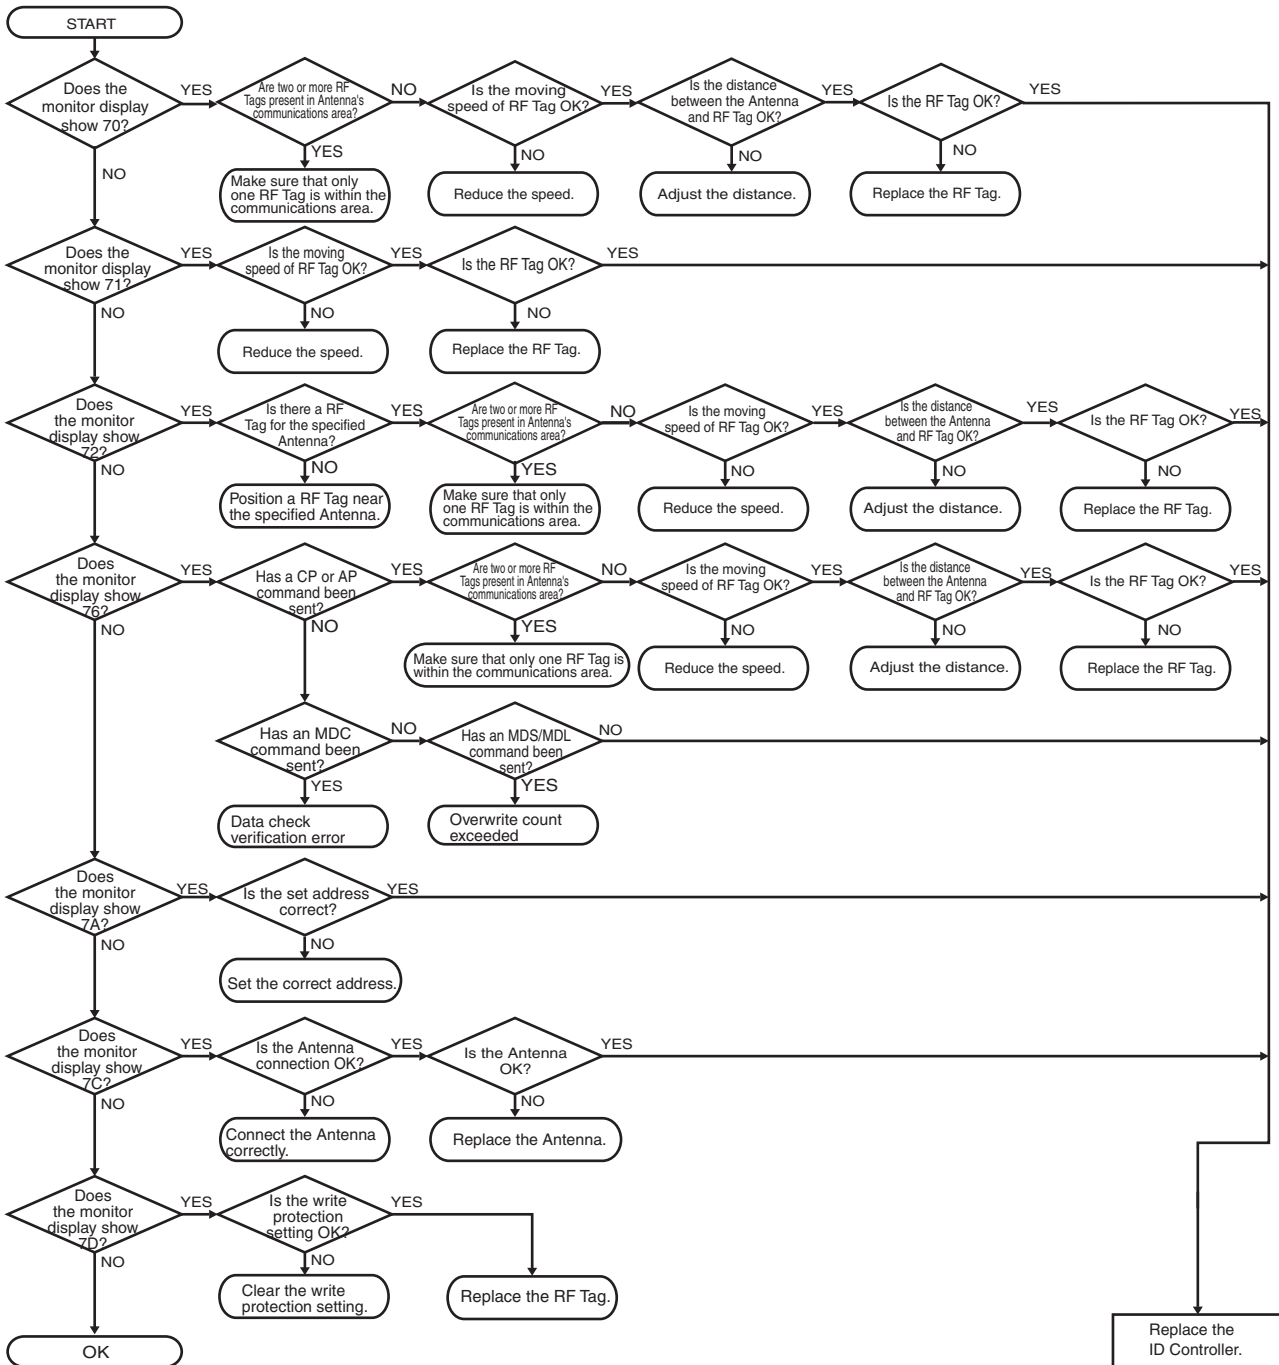 START
Does the
monitor display
show 70?
YES
Are two or more RF
Tags present in Antenna's
communications area?
NO
Is the moving
speed of RF Tag OK?
YES
Is the distance
between the Antenna
and RF Tag OK?
YES
Is the RF Tag OK?
YES
NO
YES
NO
NO
NO
Make sure that only
one RF Tag is within the
communications area.
Reduce the speed.
Adjust the distance.
Replace the RF Tag.
Does the
monitor display
show 71?
YES
Is the moving
speed of RF Tag OK?
YES
Is the RF Tag OK?
YES
NO
NO
NO
Reduce the speed.
Replace the RF Tag.
Does
the monitor
display show
72?
YES
Is there a RF
Tag for the specified
Antenna?
YES
Are two or more RF
Tags present in Antenna's
communications area?
NO
Is the moving
speed of RF Tag OK?
YES
Is the distance
between the Antenna
and RF Tag OK?
YES
Is the RF Tag OK?
YES
NO
NO
YES
NO
NO
NO
Position a RF Tag near
the specified Antenna.
Make sure that only
one RF Tag is within the
communications area.
Reduce the speed.
Adjust the distance.
Replace the RF Tag.
Does
the monitor
display show
76?
YES
Has a CP or AP
command been
sent?
YES
Are two or more RF
Tags present in Antenna's
communications area?
NO
Is the moving
speed of RF Tag OK?
YES
Is the distance
between the Antenna
and RF Tag OK?
YES
Is the RF Tag OK?
YES
NO
NO
YES
NO
NO
NO
Make sure that only one RF Tag is
within the communications area.
Reduce the speed.
Adjust the distance.
Replace the RF Tag.
Has an MDC
command been
sent?
NO
Has an MDS/MDL
command been
sent?
NO
YES
YES
Data check
verification error
Overwrite count
exceeded
Does
the monitor
display show
7A?
YES
Is the set address
correct?
YES
NO
NO
Set the correct address.
Does
the monitor
display show
7C?
YES
Is the Antenna
connection OK?
YES
Is the Antenna
OK?
YES
NO
NO
NO
Connect the Antenna
correctly.
Replace the Antenna.
Does
the monitor
display show
7D?
YES
Is the write
protection
setting OK?
YES
NO
NO
Clear the write
protection setting.
Replace the RF Tag.
OK
Replace the
ID Controller.